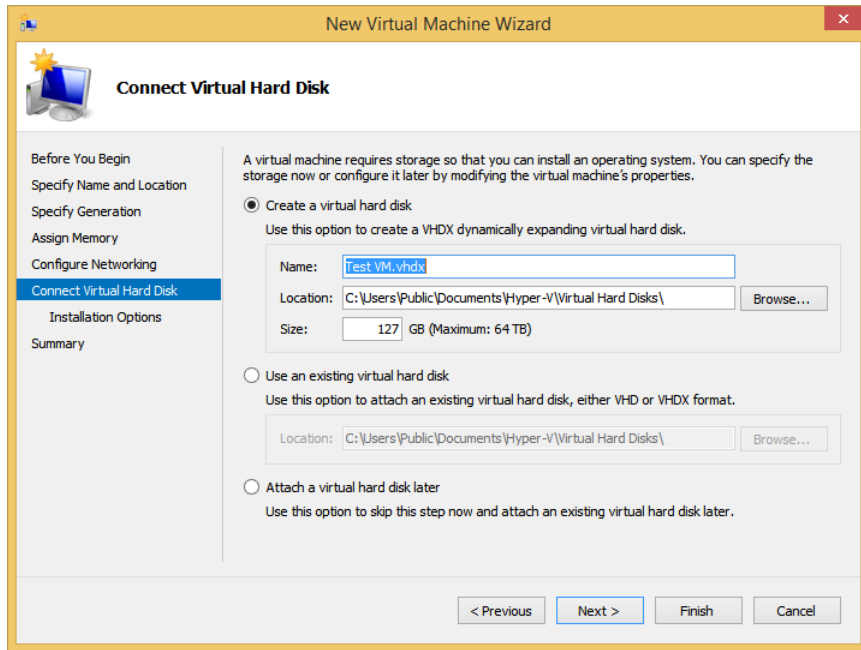 New Virtual Machine Wizard
Connect Virtual Hard Disk
Before You Begin
Specify Name and Location
Specify Generation
Assign Memory
Configure Networking
Connect Virtual Hard Disk
Installation Options
Summary
A virtual machine requires storage so that you can install an operating system. You can specify the
storage now or configure it later by modifying the virtual machine's properties.
Create a virtual hard disk
Use this option to create a VHDX dynamically expanding virtual hard disk.
Name: Test VM.vhdx
Location: C:\Users\Public\Documents\Hyper-V\Virtual Hard Disks\ Browse...
Size: 127 GB (Maximum: 64 TB)
Use an existing virtual hard disk
Use this option to attach an existing virtual hard disk, either VHD or VHDX format.
Location: C:\Users\Public\Documents\Hyper-V\Virtual Hard Disks\ Browse...
Attach a virtual hard disk later
Use this option to skip this step now and attach an existing virtual hard disk later.
< Previous Next > Finish Cancel